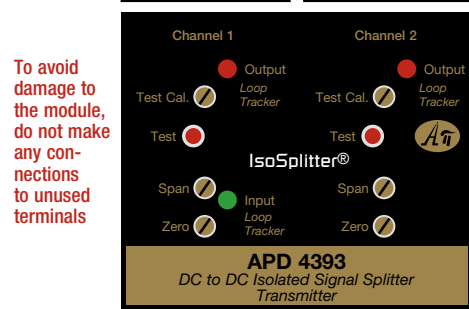 To avoid
damage to
the module,
do not make
any con-
nections
to unused
terminals
Channel 1
Channel 2
Output
Loop
Tracker
Output
Loop
Tracker
Test Cal.
Test Cal.
Test
Test
Aπ
IsoSplitter®
Span
Input
Loop
Tracker
Span
Zero
Zero
APD 4393
DC to DC Isolated Signal Splitter
Transmitter